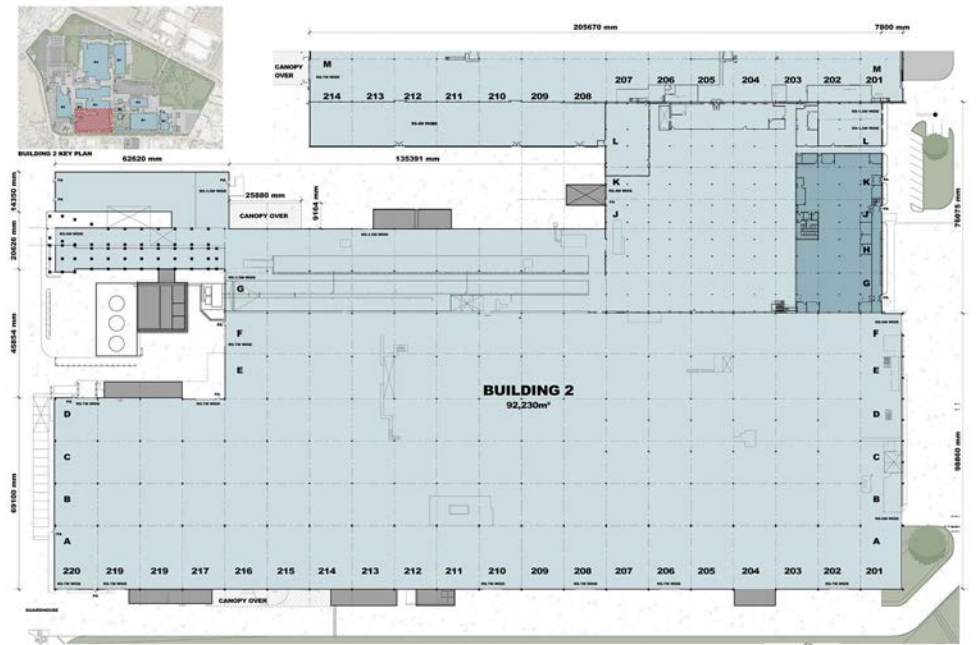 205670 mm
7800 mm
CANOPY
OVER
M
M
207 206 205 204 203 202 201
214 213 212 211 210 209 208
BUILDING 2 KEY PLAN
62620 mm
135391 mm
L
L
14350 mm
25880 mm
9164 mm
CANOPY OVER
K
K
J
J
76075 mm
20626 mm
H
G
G
45854 mm
F
F
E
E
BUILDING 2
92,230m²
D
D
C
C
98860 mm
69100 mm
B
B
A
A
220 219 219 217 216 215 214 213 212 211 210 209 208 207 206 205 204 203 202 201
CANOPY OVER
GUARDHOUSE